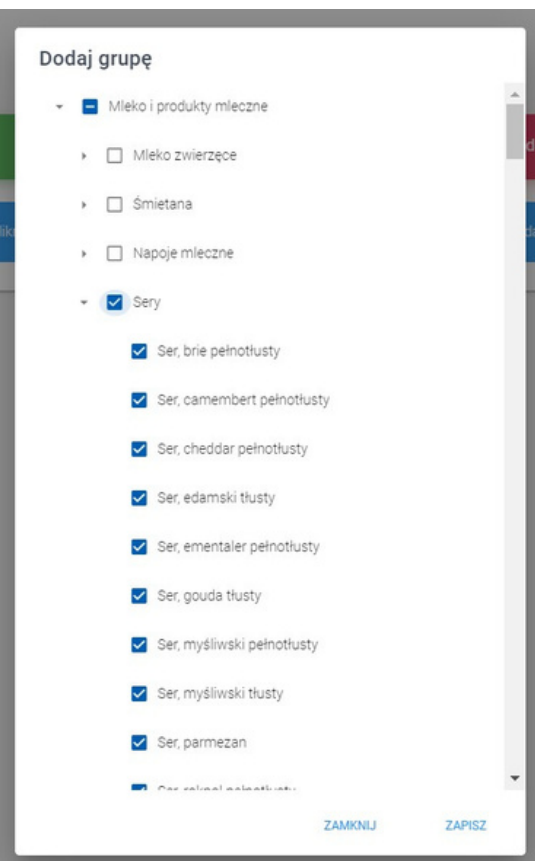 Dodaj grupę
Mleko i produkty mleczne
Mleko zwierzęce
Śmietana
Napoje mleczne
Sery
Ser, brie pełnotłusty
Ser, camembert pełnotłusty
Ser, cheddar pełnotłusty
Ser, edamski tłusty
Ser, ementaler pełnotłusty
Ser, gouda tłusty
Ser, myśliwski pełnotłusty
Ser, myśliwski tłusty
Ser, parmezan
ZAMKNIJ ZAPISZ